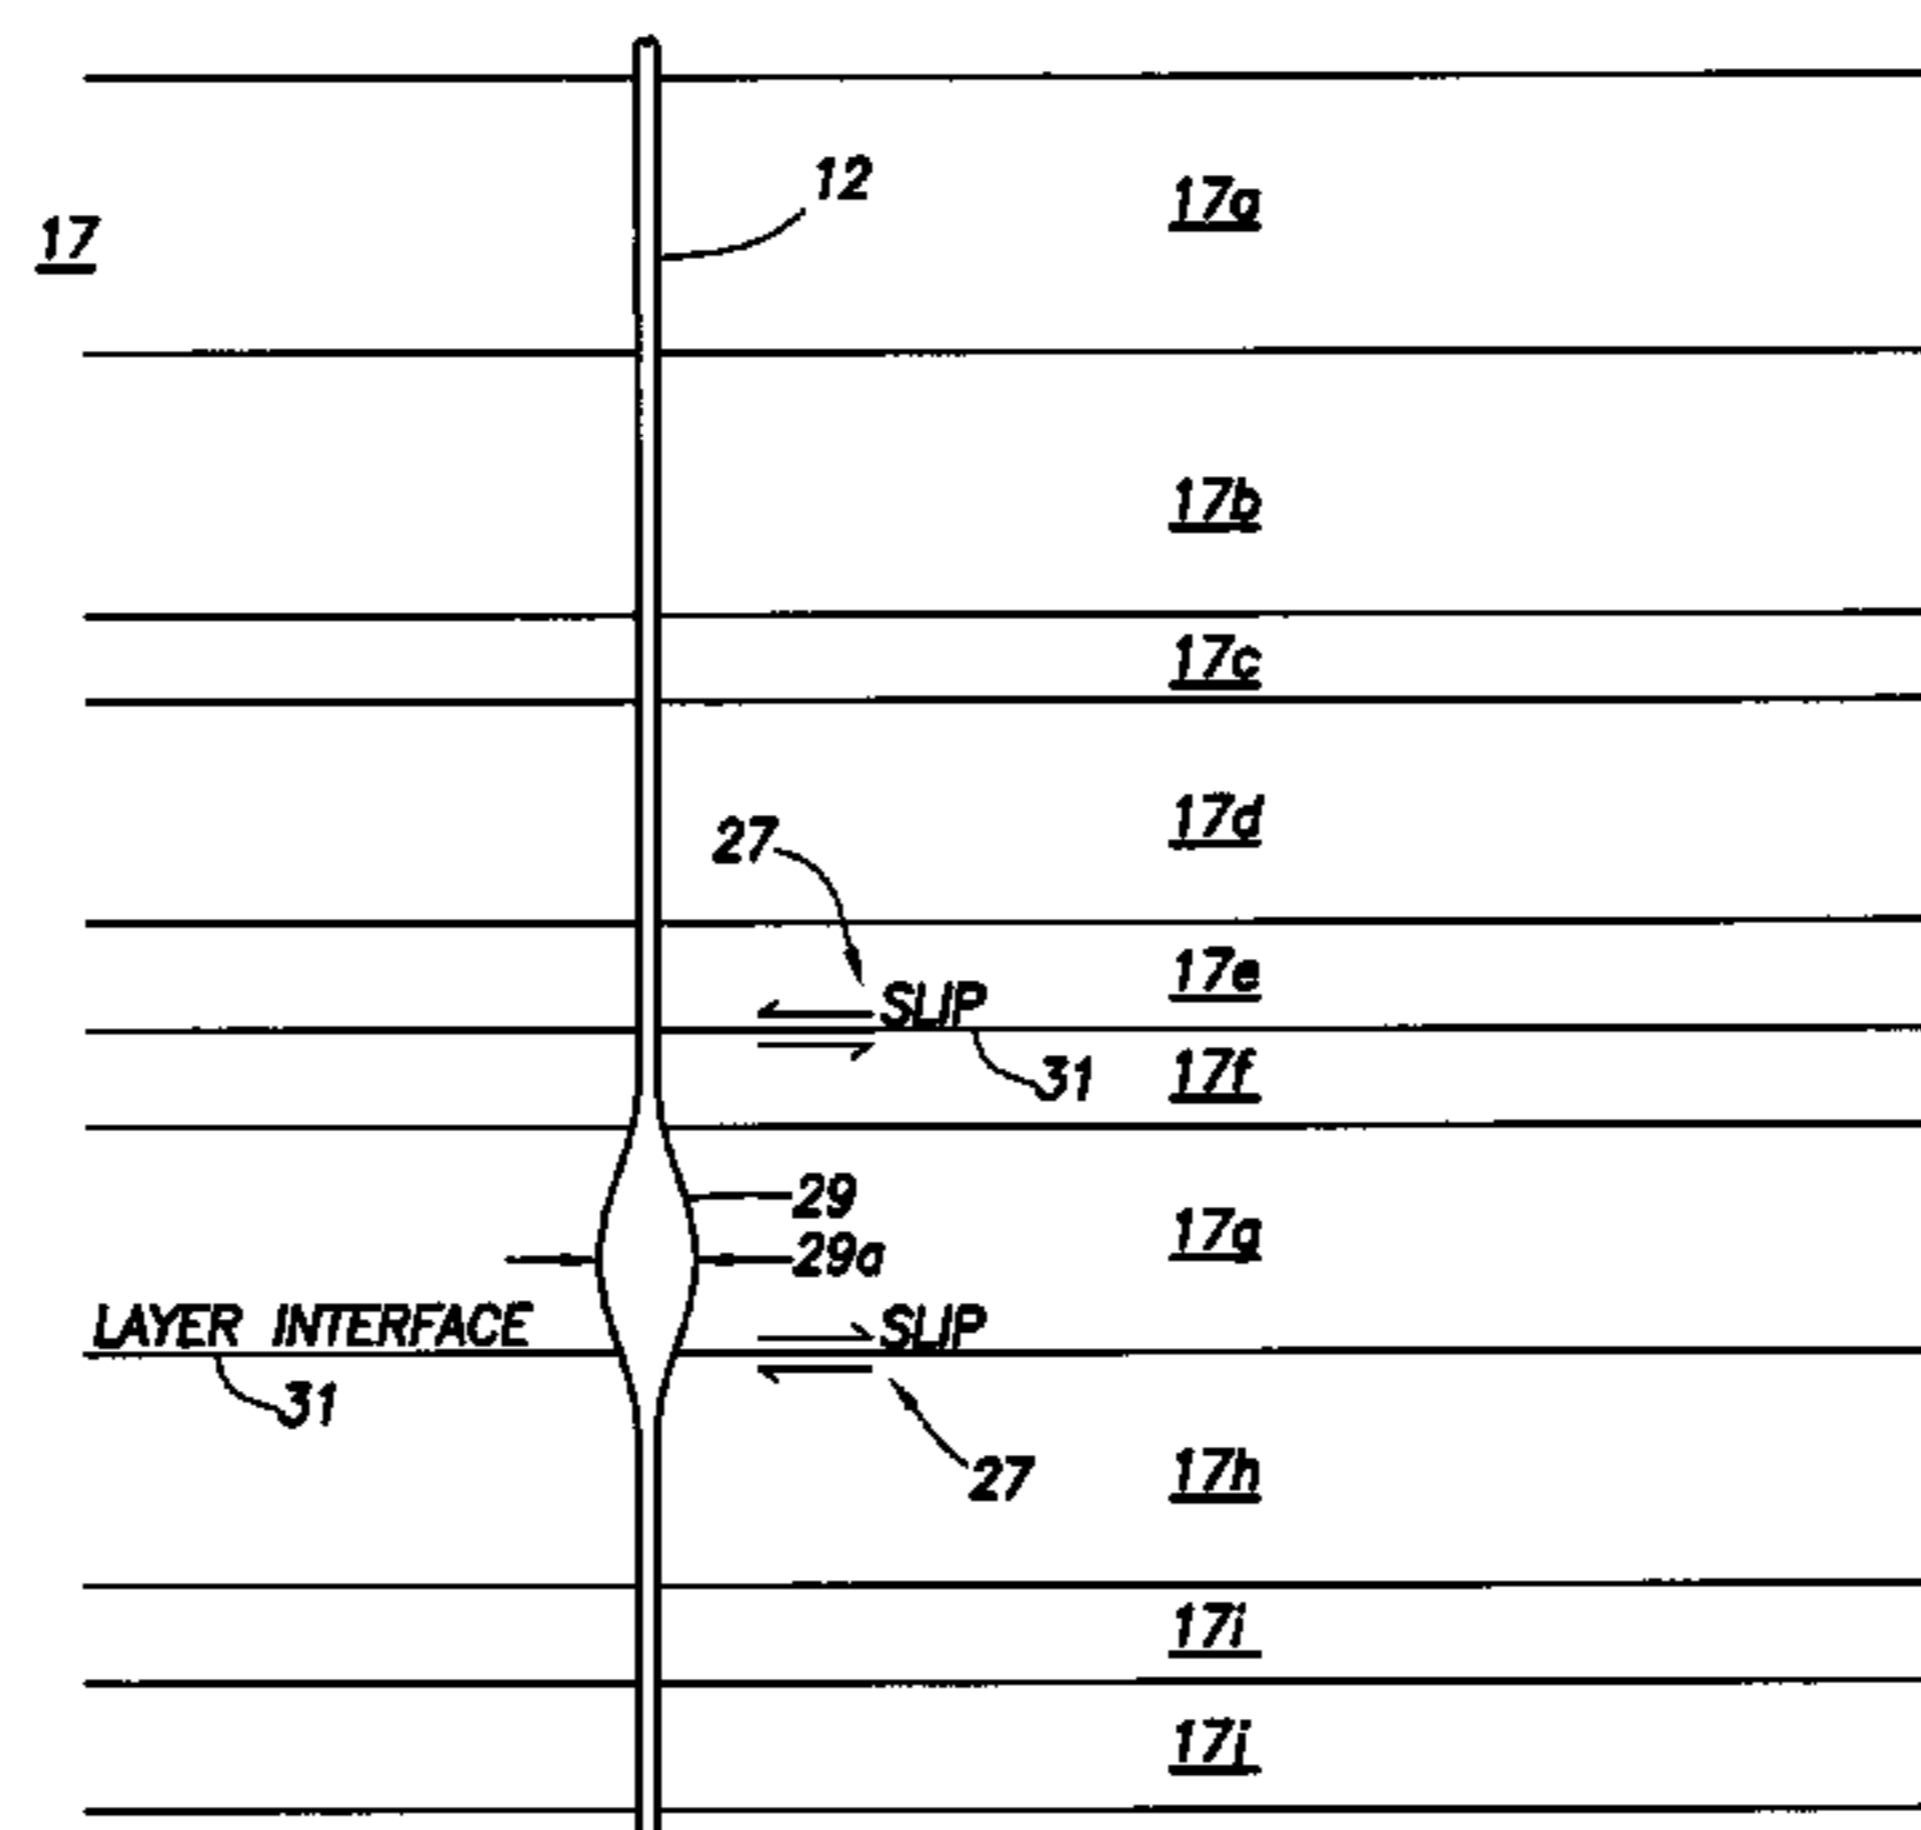 12
17a
17
17b
17c
17d
27
17e
SLIP
31
17f
29
17g
29a
LAYER INTERFACE
SLIP
31
17h
27
17i
17j